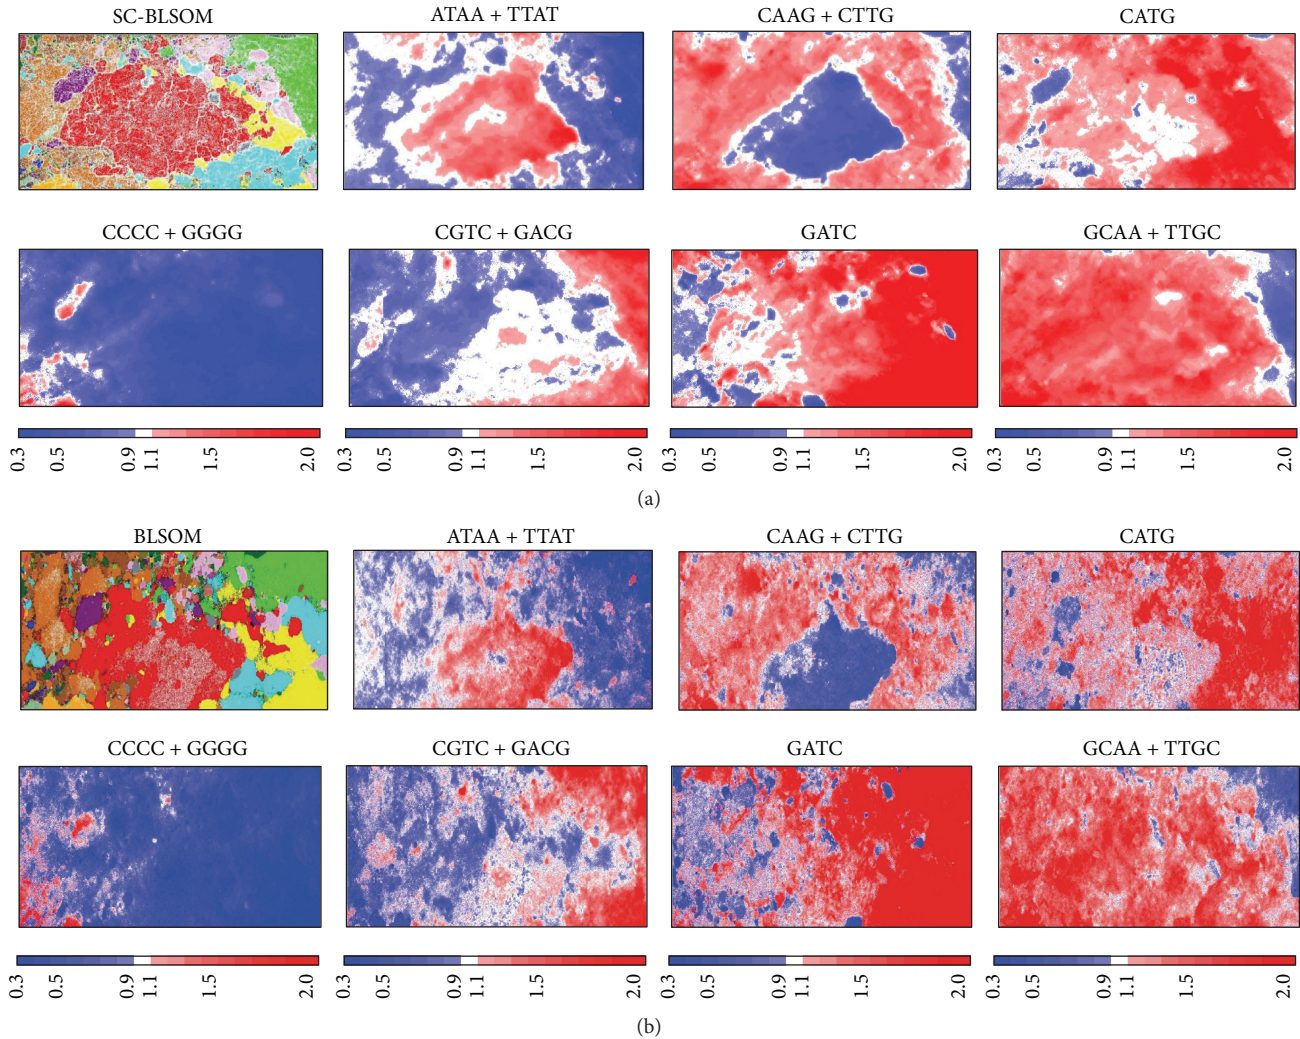 SC-BLSOM
ATAA + TTAT
CAAG + CTTG
CATG
CCCC + GGGG
CGTC + GACG
GATC
GCAA + TTGC
0.3 0.5 0.9 1.1 1.5 2.0
0.3 0.5 0.9 1.1 1.5 2.0
0.3 0.5 0.9 1.1 1.5 2.0
0.3 0.5 0.9 1.1 1.5 2.0
(a)
BLSOM
ATAA + TTAT
CAAG + CTTG
CATG
CCCC + GGGG
CGTC + GACG
GATC
GCAA + TTGC
0.3 0.5 0.9 1.1 1.5 2.0
0.3 0.5 0.9 1.1 1.5 2.0
0.3 0.5 0.9 1.1 1.5 2.0
0.3 0.5 0.9 1.1 1.5 2.0
(b)